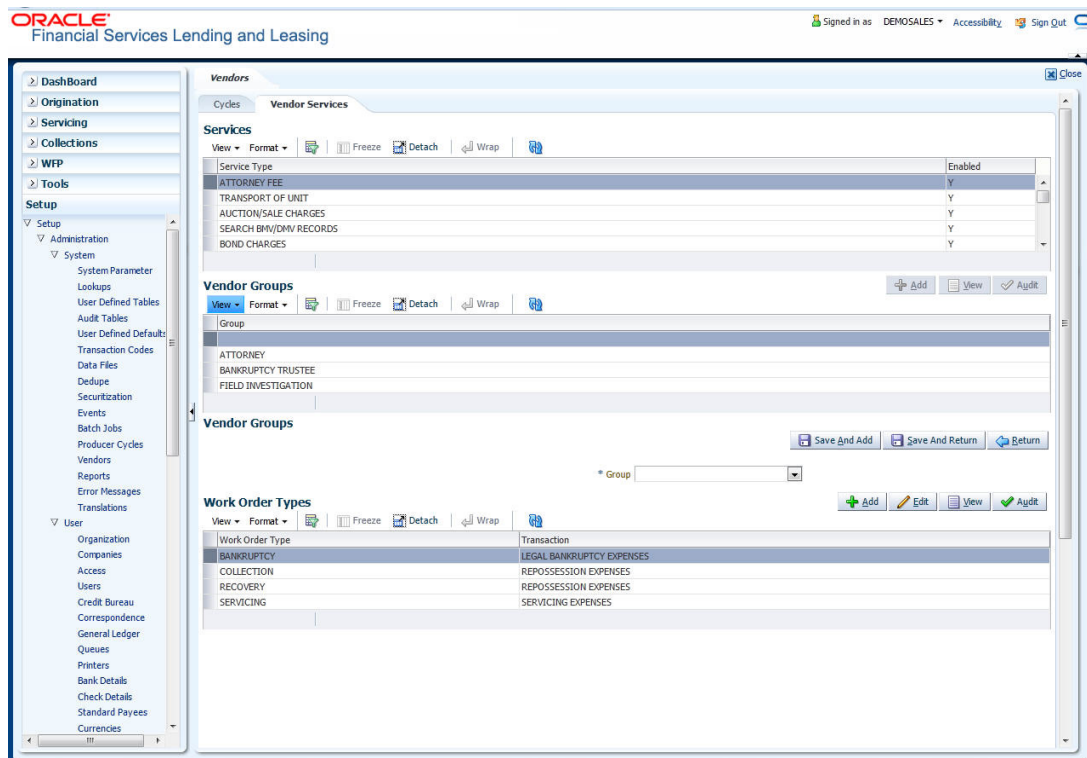 ORACLE®
Financial Services Lending and Leasing
Signed in as DEMOSALES Accessibility Sign Out
Close
DashBoard
Origination
Servicing
Collections
WFP
Tools
Setup
Setup
Administration
System
System Parameter
Lookups
User Defined Tables
Audit Tables
User Defined Defaults
Transaction Codes
Data Files
Dedupe
Securitization
Events
Batch Jobs
Producer Cycles
Vendors
Reports
Error Messages
Translations
User
Organization
Companies
Access
Users
Credit Bureau
Correspondence
General Ledger
Queues
Printers
Bank Details
Check Details
Standard Payees
Currencies
Vendors
Cycles Vendor Services
Services
View Format Freeze Detach Wrap
Service Type Enabled
ATTORNEY FEE Y
TRANSPORT OF UNIT Y
AUCTION/SALE CHARGES Y
SEARCH BMV/DMV RECORDS Y
BOND CHARGES Y
Vendor Groups Add View Audit
View Format Freeze Detach Wrap
Group
ATTORNEY
BANKRUPTCY TRUSTEE
FIELD INVESTIGATION
Vendor Groups
Save And Add Save And Return Return
* Group
Work Order Types Add Edit View Audit
View Format Freeze Detach Wrap
Work Order Type Transaction
BANKRUPTCY LEGAL BANKRUPTCY EXPENSES
COLLECTION REPOSSESSION EXPENSES
RECOVERY REPOSSESSION EXPENSES
SERVICING SERVICING EXPENSES